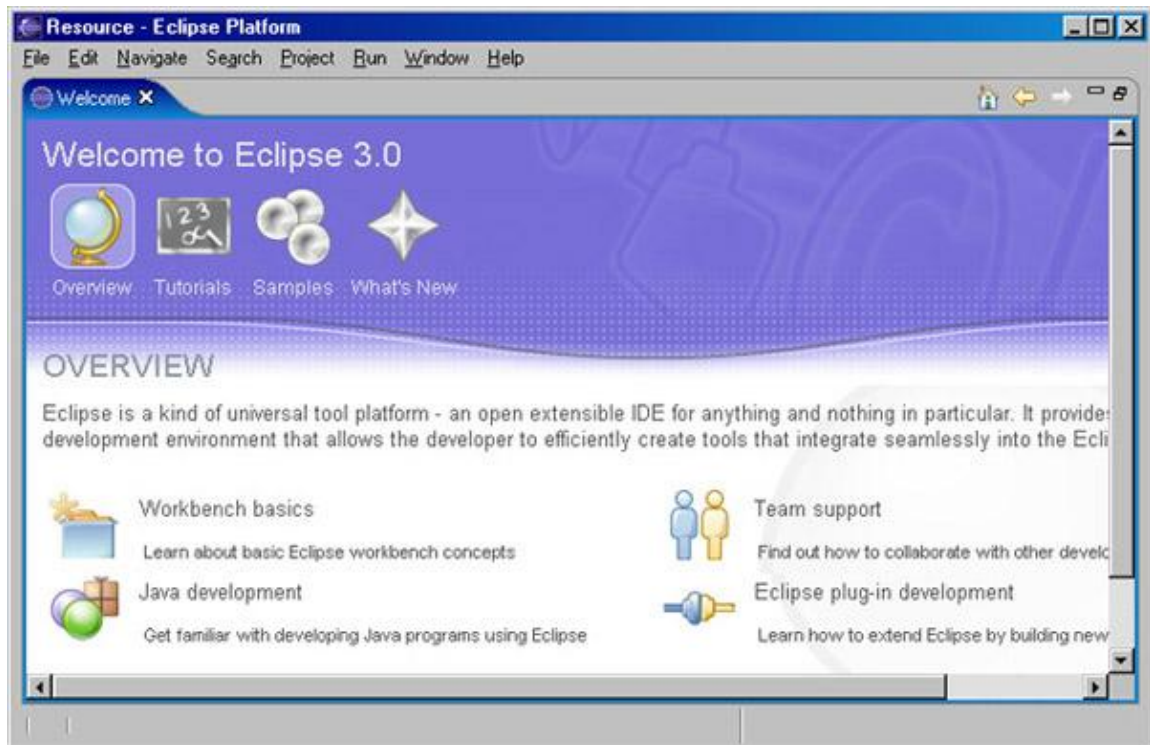 Resource - Eclipse Platform
File Edit Navigate Search Project Run Window Help
Welcome
Welcome to Eclipse 3.0
123
Overview Tutorials Samples What's New
OVERVIEW
Eclipse is a kind of universal tool platform - an open extensible IDE for anything and nothing in particular. It provide
development environment that allows the developer to efficiently create tools that integrate seamlessly into the Ecli
Workbench basics
Learn about basic Eclipse workbench concepts
Team support
Find out how to collaborate with other develo
Java development
Get familiar with developing Java programs using Eclipse
Eclipse plug-in development
Learn how to extend Eclipse by building new